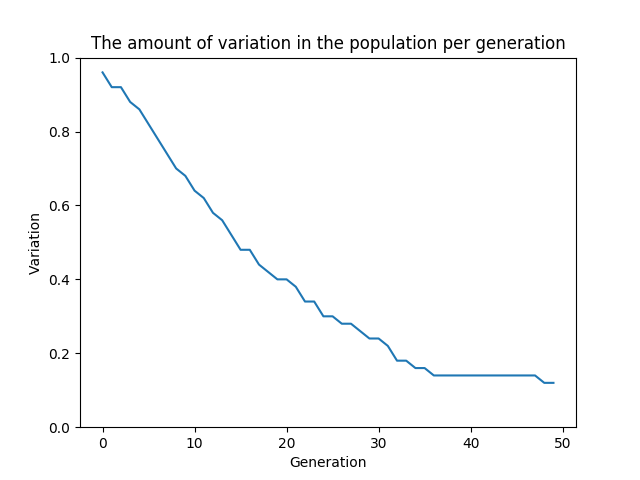 The amount of variation in the population per generation
1.0
0.8
0.6
0.4
0.2
0.0
Variation
0 10 20 30 40 50
Generation